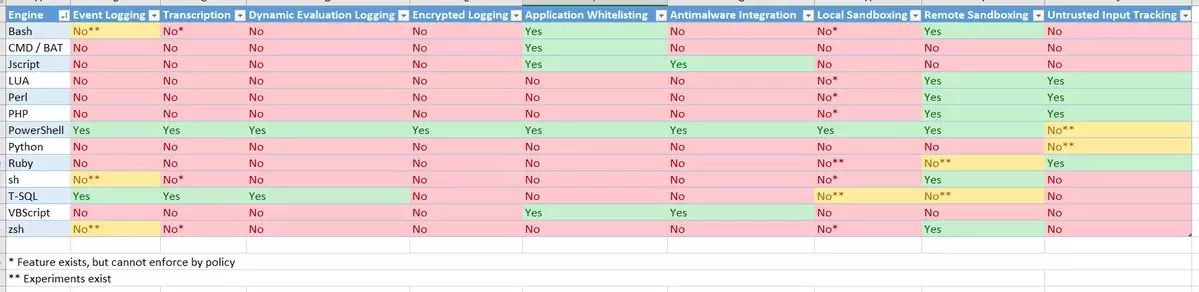 Engine Event Logging Transcription Dynamic Evaluation Logging Encrypted Logging Application Whitelisting Antimalware Integration Local Sandboxing Remote Sandboxing Untrusted Input Tracking
Bash No** No* No No Yes No No* Yes No
CMD / BAT No No No No Yes No No No No
Jscript No No No No Yes Yes No No No
LUA No No No No No No No* Yes Yes
Perl No No No No No No No* Yes Yes
PHP No No No No No No No* Yes Yes
PowerShell Yes Yes Yes Yes Yes Yes Yes Yes No**
Python No No No No No No No No No**
Ruby No No No No No No No** No** Yes
sh No** No* No No No No No* Yes No
T-SQL Yes Yes Yes No No No No** No** No
VBScript No No No No Yes Yes No No No
zsh No** No* No No No No No* Yes No
* Feature exists, but cannot enforce by policy
** Experiments exist